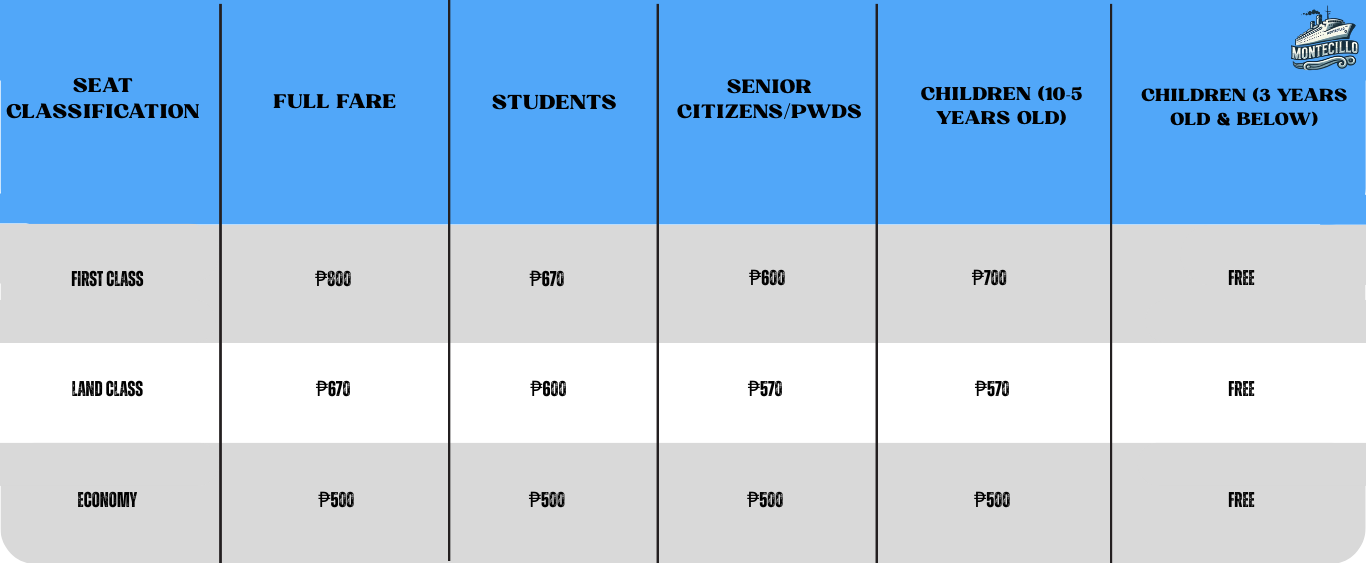 MONTECILLO
SEAT
CLASSIFICATION
FULL FARE
STUDENTS
SENIOR
CITIZENS/PWDS
CHILDREN (10-5
YEARS OLD)
CHILDREN (3 YEARS
OLD & BELOW)
FIRST CLASS ₱800 ₱670 ₱600 ₱700 FREE
LAND CLASS ₱670 ₱600 ₱570 ₱570 FREE
ECONOMY ₱500 ₱500 ₱500 ₱500 FREE